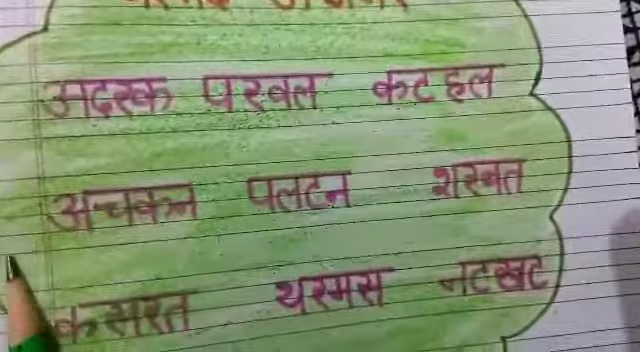 अदरक परवल कटहल
अचकन पलटन शरबत
कसरत थरमस नटखट